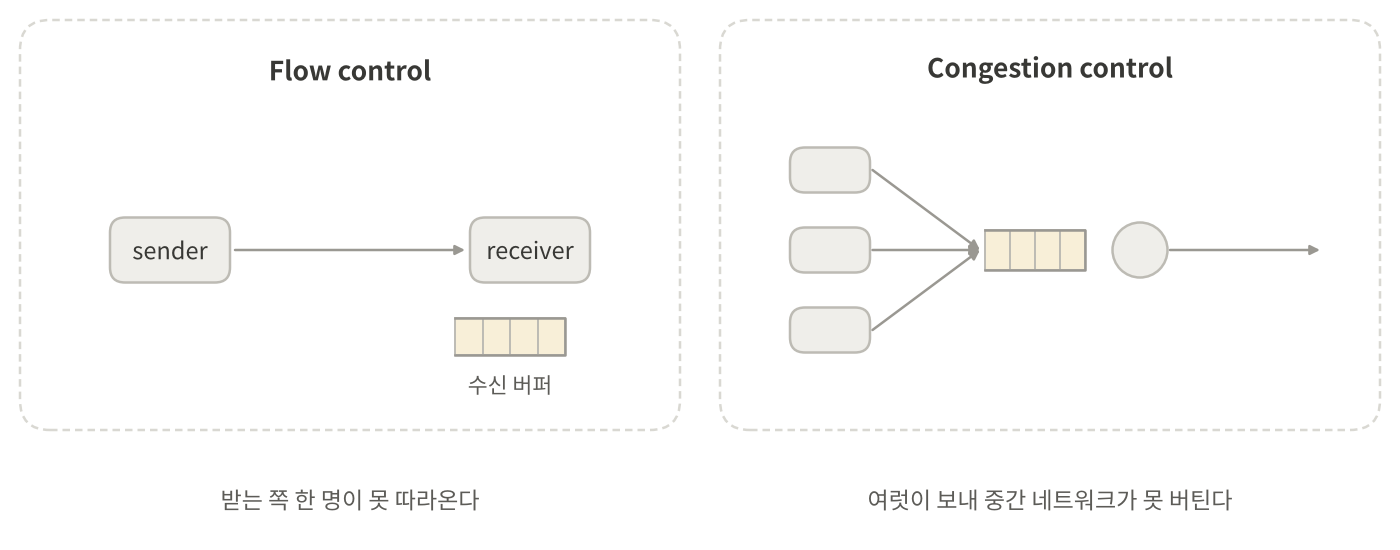 Flow control
sender
receiver
수신 버퍼
받는 쪽 한 명이 못 따라온다
Congestion control
여럿이 보내 중간 네트워크가 못 버틴다